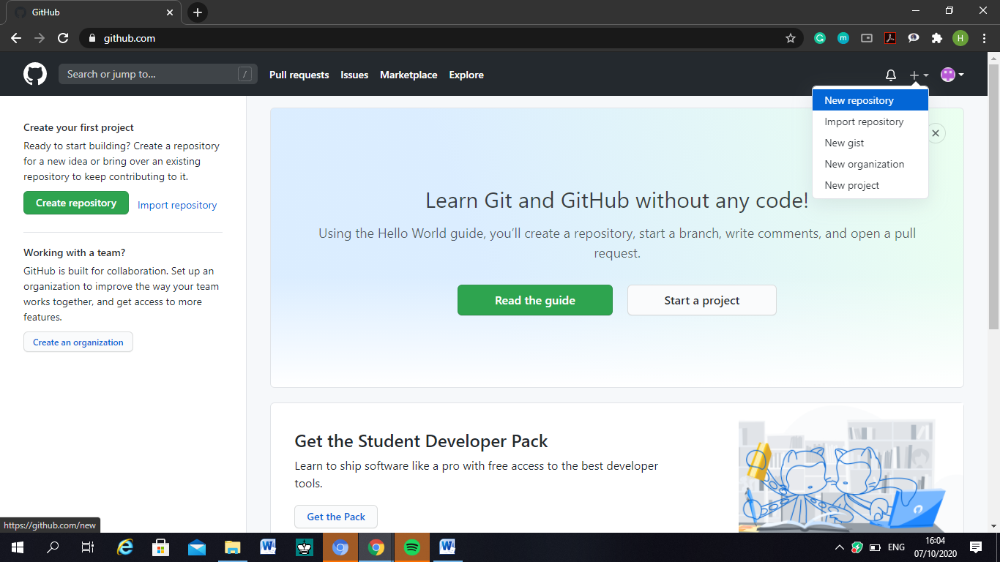 GitHub
github.com
H
Search or jump to...
/
Pull requests
Issues
Marketplace
Explore
New repository
Import repository
New gist
New organization
New project
Create your first project
Ready to start building? Create a repository
for a new idea or bring over an existing
repository to keep contributing to it.
Create repository
Import repository
Working with a team?
GitHub is built for collaboration. Set up an
organization to improve the way your team
works together, and get access to more
features.
Create an organization
Learn Git and GitHub without any code!
Using the Hello World guide, you’ll create a repository, start a branch, write comments, and open a pull
request.
Read the guide
Start a project
Get the Student Developer Pack
Learn to ship software like a pro with free access to the best developer
tools.
Get the Pack
https://github.com/new
ENG
16:04
07/10/2020